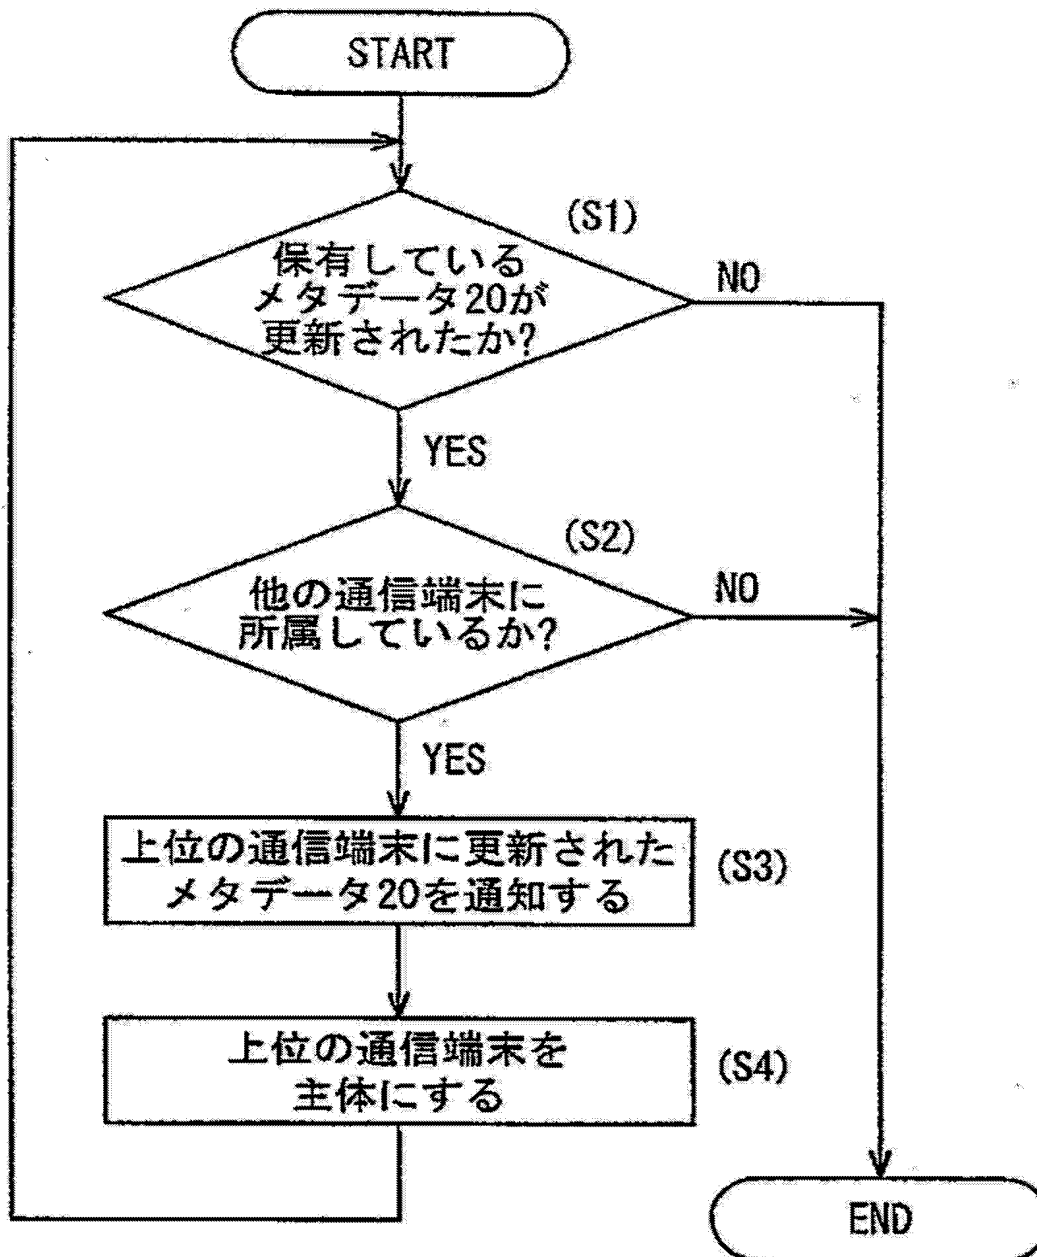 START
(S1)
保有している
メタデータ20が
更新されたか?
NO
YES
(S2)
他の通信端末に
所属しているか?
NO
YES
上位の通信端末に更新された
メタデータ20を通知する
(S3)
上位の通信端末を
主体にする
(S4)
END